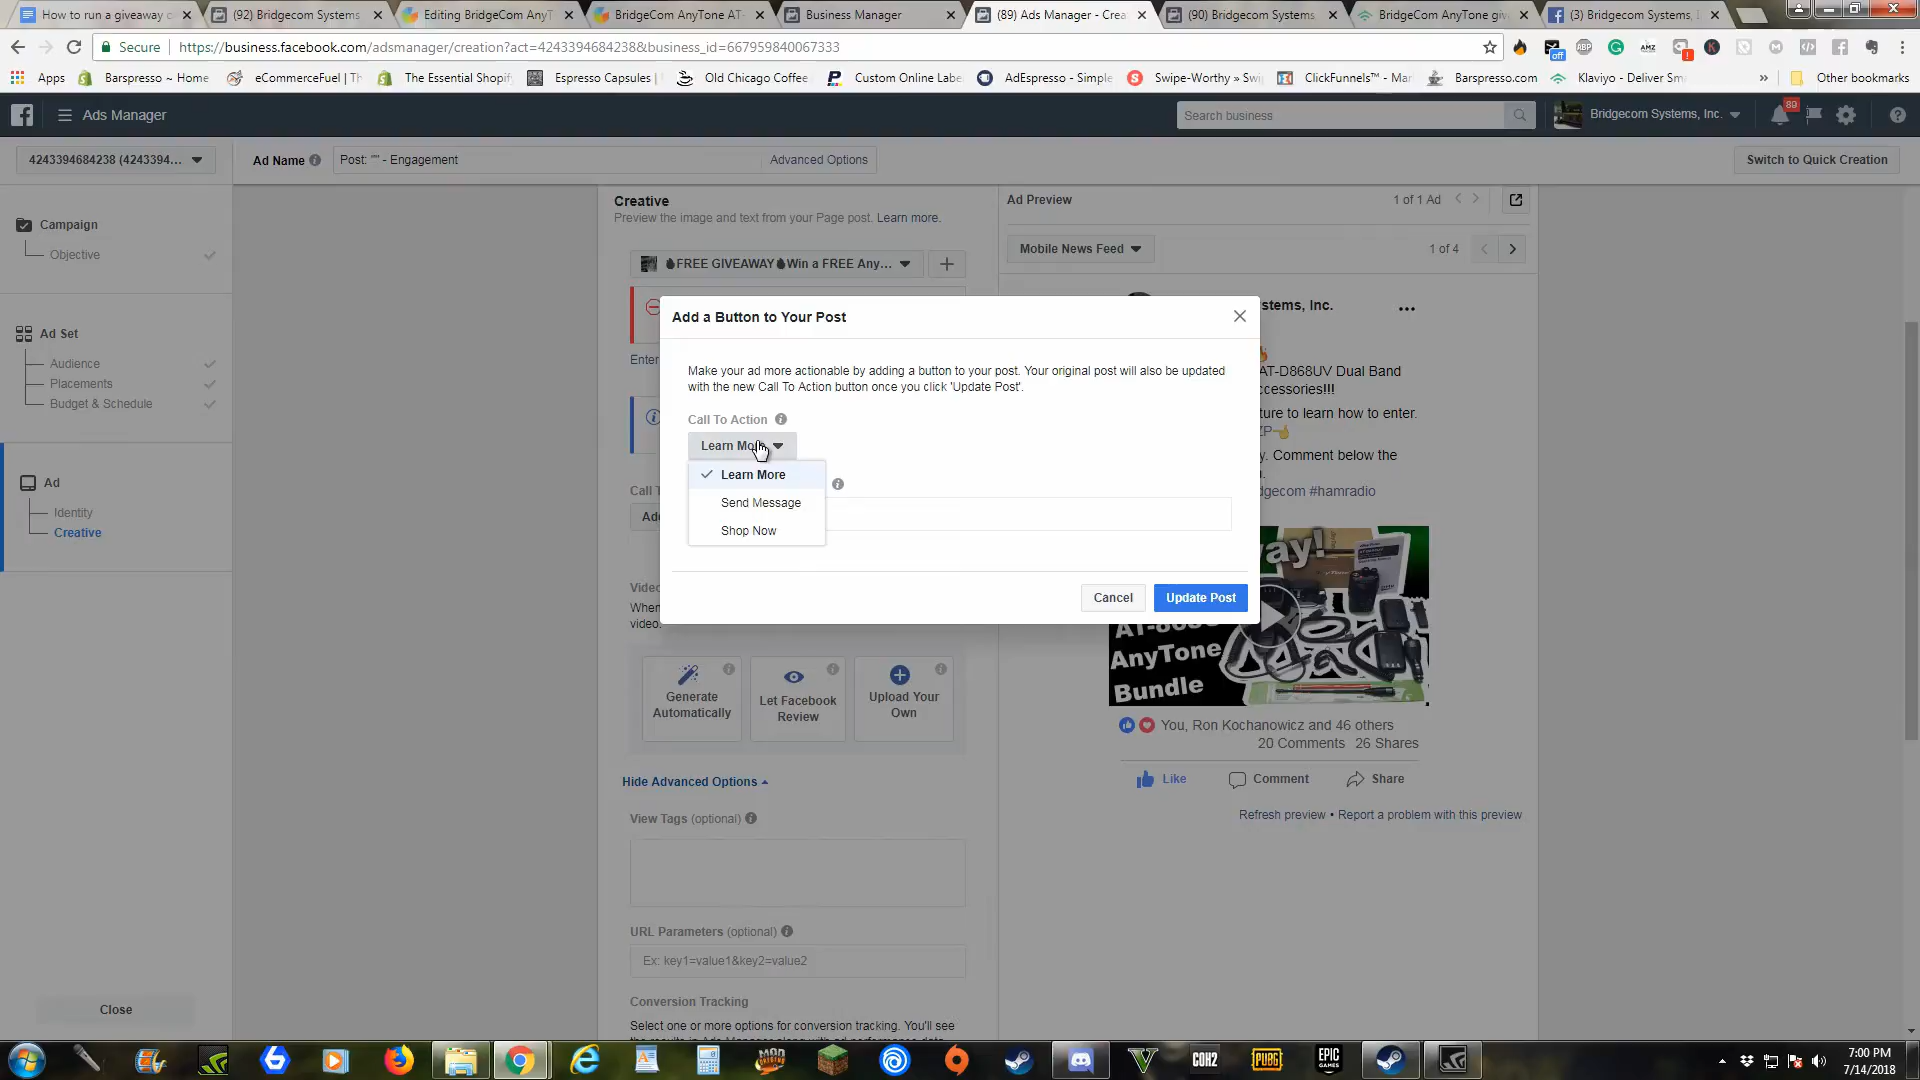 How to run a giveaway c
(92) Bridgecom Systems
Editing BridgeCom AnyT
BridgeCom AnyTone AT-
Business Manager
(89) Ads Manager - Crea
(90) Bridgecom Systems
BridgeCom AnyTone giv
(3) Bridgecom Systems,
Secure
https://business.facebook.com/adsmanager/creation?act=4243394684238&business_id=667959840067333
Apps
Barspresso ~ Home
eCommerceFuel | Th
The Essential Shopif
Espresso Capsules |
Old Chicago Coffee
Custom Online Labe
AdEspresso - Simple
Swipe-Worthy » Swi
ClickFunnels™ - Mar
Barspresso.com
Klaviyo - Deliver Sm
Other bookmarks
Ads Manager
Search business
Bridgecom Systems, Inc.
89
4243394684238 (4243394...
Ad Name
Post: "" - Engagement
Advanced Options
Switch to Quick Creation
Campaign
Objective
Ad Set
Audience
Placements
Budget & Schedule
Ad
Identity
Creative
Close
Creative
Preview the image and text from your Page post. Learn more.
FREE GIVEAWAY Win a FREE Any...
Enter
Add a Button to Your Post
Make your ad more actionable by adding a button to your post. Your original post will also be updated
with the new Call To Action button once you click 'Update Post'.
Call To Action
Learn More
Learn More
Send Message
Shop Now
Cancel
Update Post
Call T
Add
Video
When
video.
Generate
Automatically
Let Facebook
Review
Upload Your
Own
Hide Advanced Options
View Tags (optional)
URL Parameters (optional)
Ex: key1=value1&key2=value2
Conversion Tracking
Select one or more options for conversion tracking. You'll see
Ad Preview
1 of 1 Ad
Mobile News Feed
1 of 4
stems, Inc.
AT-D868UV Dual Band
ccessories!!!
ture to learn how to enter.
y. Comment below the
dgecom #hamradio
way!
AnyTone
Bundle
You, Ron Kochanowicz and 46 others
20 Comments 26 Shares
Like
Comment
Share
Refresh preview • Report a problem with this preview
COH2
PUBG
EPIC
GAMES
7:00 PM
7/14/2018